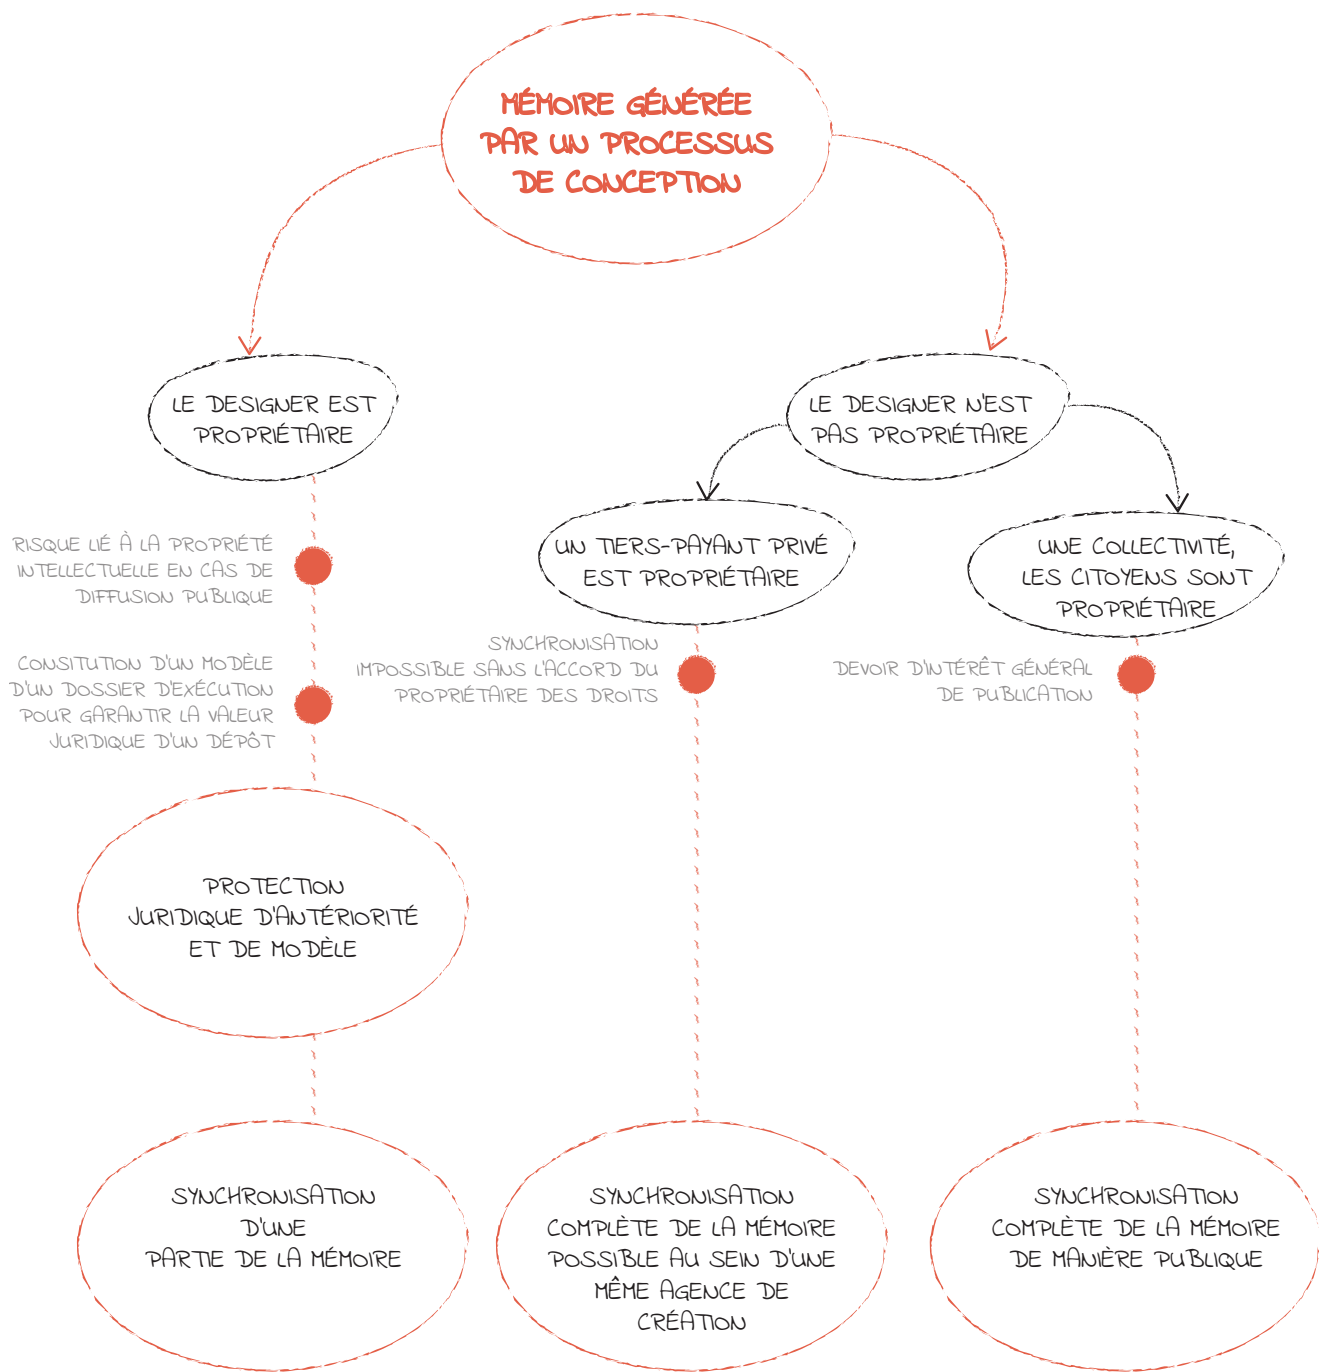 MÉMOIRE GÉNÉRÉE
PAR UN PROCESSUS
DE CONCEPTION
LE DESIGNER EST
PROPRIÉTAIRE
LE DESIGNER N'EST
PAS PROPRIÉTAIRE
RISQUE LIÉ À LA PROPRIÉTÉ
INTELLECTUELLE EN CAS DE
DIFFUSION PUBLIQUE
UN TIERS-PAYANT PRIVÉ
EST PROPRIÉTAIRE
UNE COLLECTIVITÉ,
LES CITOYENS SONT
PROPRIÉTAIRE
CONSITUTION D'UN MODÈLE
D'UN DOSSIER D'EXÉCUTION
POUR GARANTIR LA VALEUR
JURIDIQUE D'UN DÉPÔT
SYNCHRONISATION
IMPOSSIBLE SANS L'ACCORD DU
PROPRIÉTAIRE DES DROITS
DEVOIR D'INTÉRÊT GÉNÉRAL
DE PUBLICATION
PROTECTION
JURIDIQUE D'ANTÉRIORITÉ
ET DE MODÈLE
SYNCHRONISATION
D'UNE
PARTIE DE LA MÉMOIRE
SYNCHRONISATION
COMPLÈTE DE LA MÉMOIRE
POSSIBLE AU SEIN D'UNE
MÊME AGENCE DE
CRÉATION
SYNCHRONISATION
COMPLÈTE DE LA MÉMOIRE
DE MANIÈRE PUBLIQUE